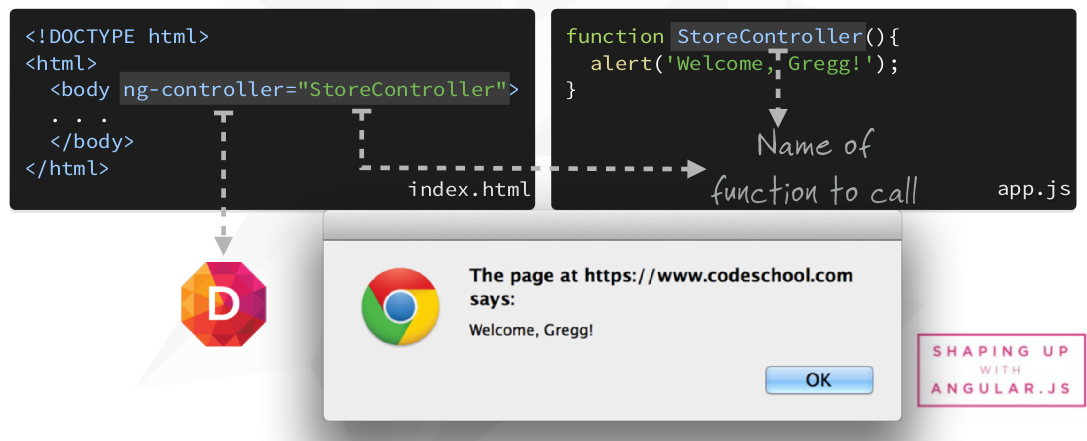 <!DOCTYPE html>
<html>
<body ng-controller="StoreController">
. . .
</body>
</html>
index.html
function StoreController(){
alert('Welcome, Gregg!');
}
Name of
function to call
app.js
D
The page at https://www.codeschool.com
says:
Welcome, Gregg!
OK
SHAPING UP
WITH
ANGULAR.JS